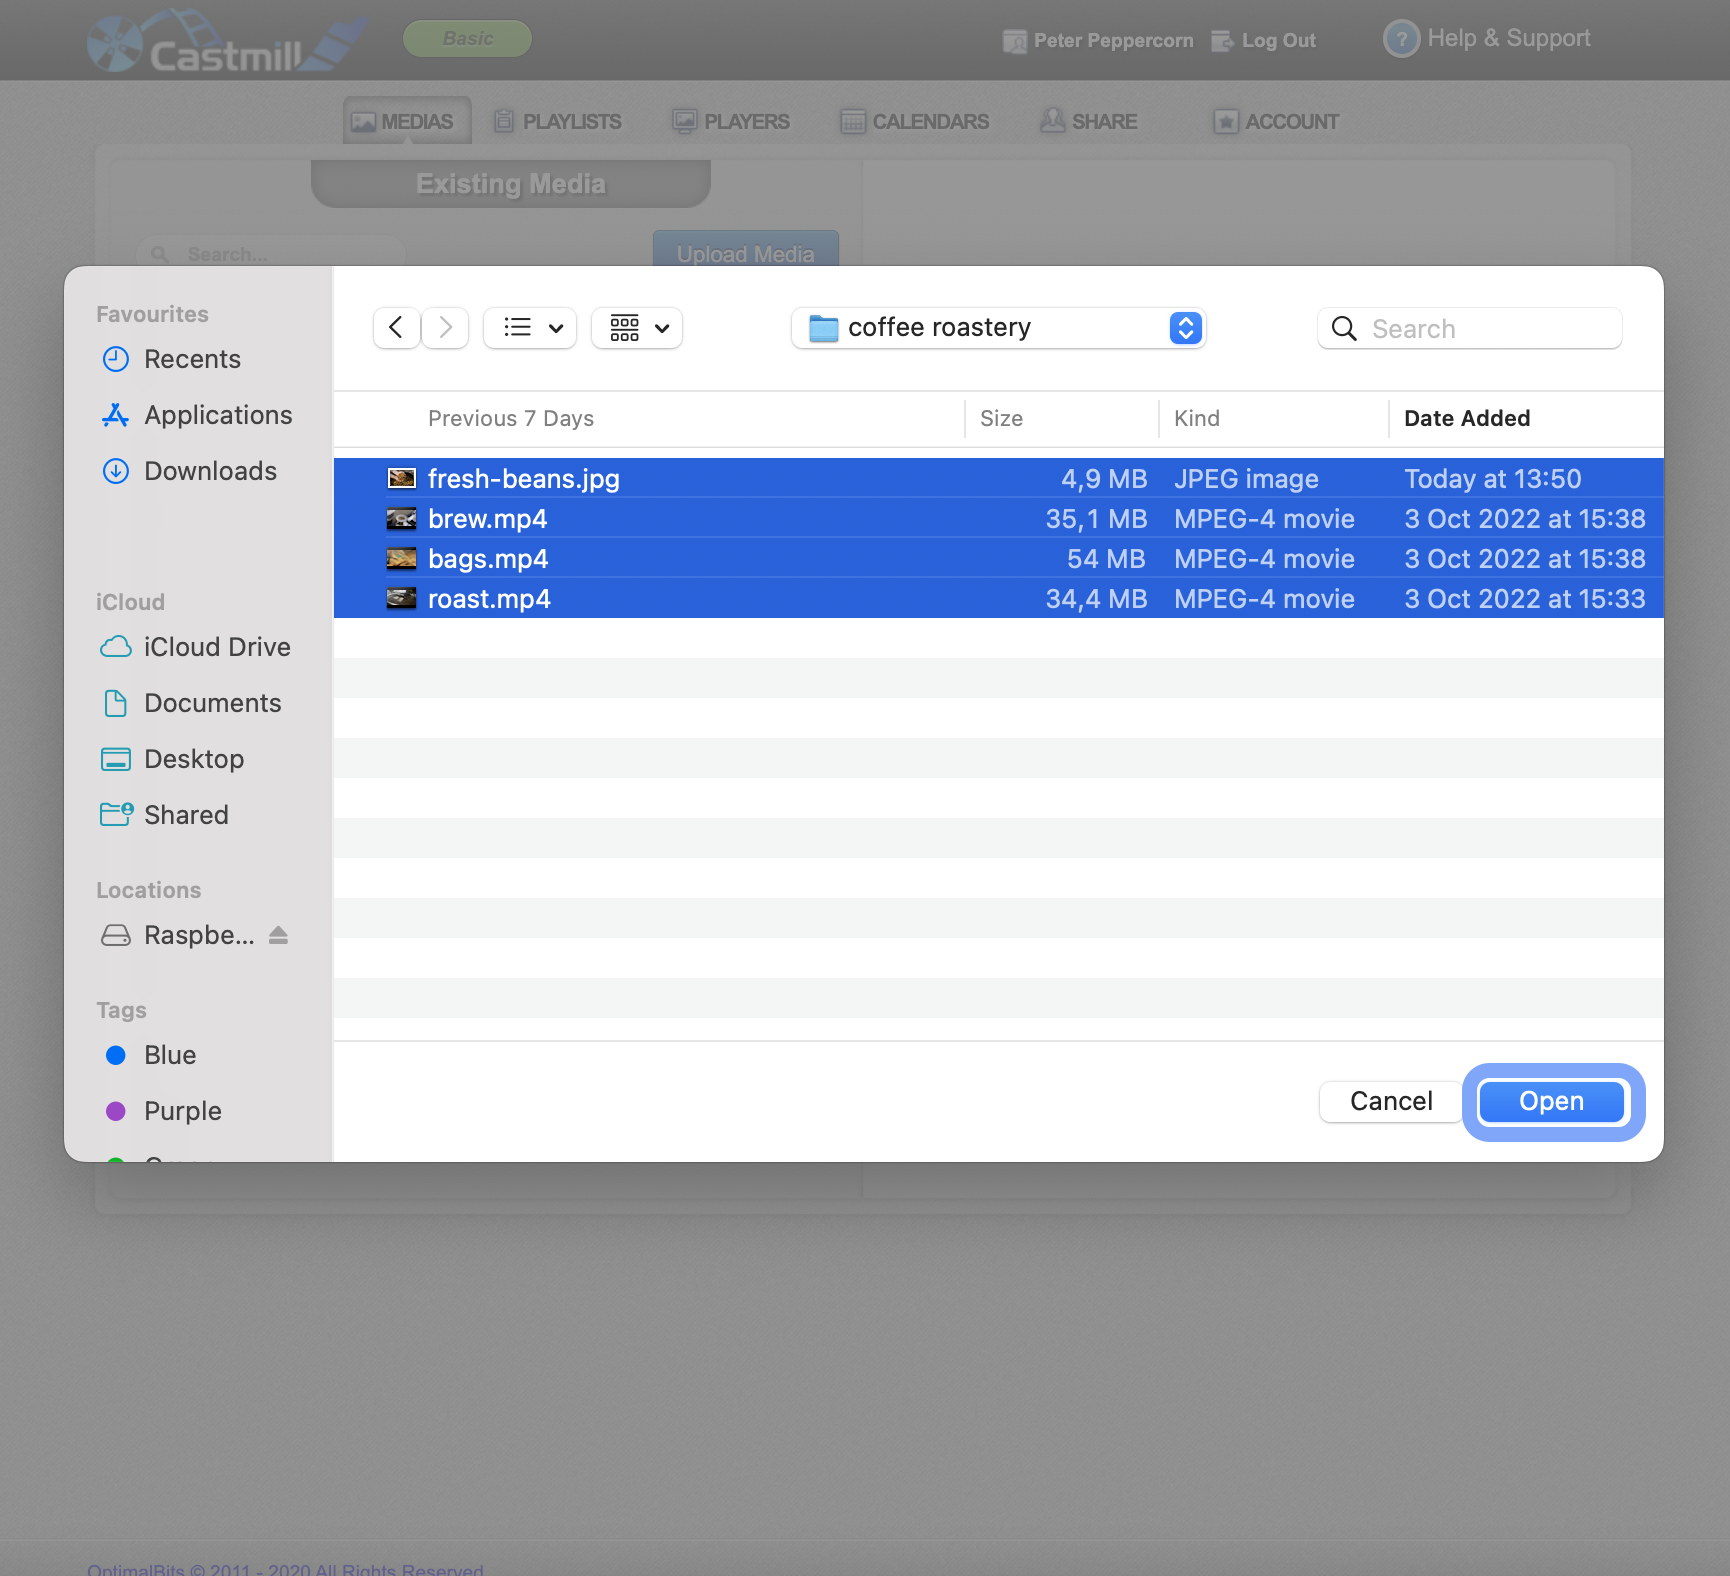 Castmill
Basic
Peter Peppercorn
Log Out
? Help & Support
MEDIAS
PLAYLISTS
PLAYERS
CALENDARS
SHARE
ACCOUNT
Existing Media
Search...
Upload Media
Favourites
Recents
Applications
Downloads
iCloud
iCloud Drive
Documents
Desktop
Shared
Locations
Raspbe...
Tags
Blue
Purple
coffee roastery
Search
Previous 7 Days Size Kind Date Added
fresh-beans.jpg 4,9 MB JPEG image Today at 13:50
brew.mp4 35,1 MB MPEG-4 movie 3 Oct 2022 at 15:38
bags.mp4 54 MB MPEG-4 movie 3 Oct 2022 at 15:38
roast.mp4 34,4 MB MPEG-4 movie 3 Oct 2022 at 15:33
Cancel
Open
OptimalBits © 2011 - 2020 All Rights Reserved